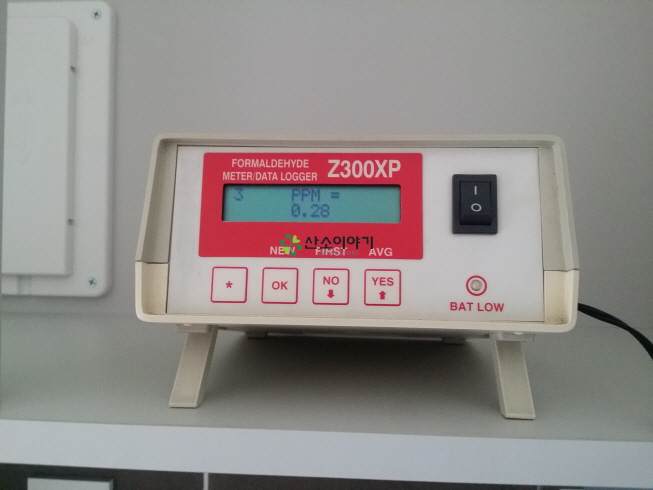 FORMALDEHYDE
METER/DATA LOGGER Z300XP
3 PPM =
0.28
산소이야기
NEW FIRST AVG
* OK NO YES
BAT LOW